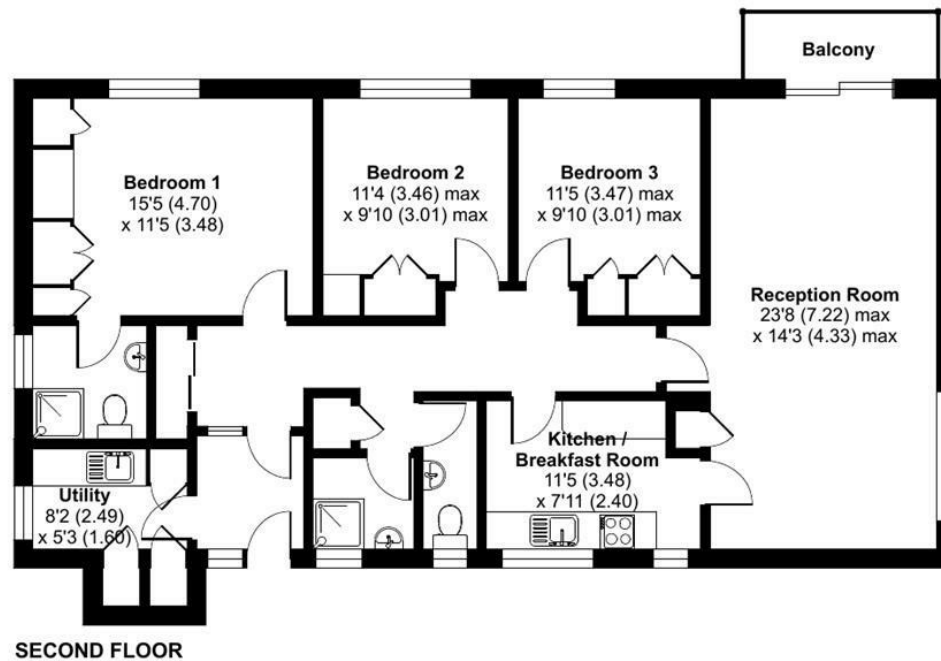 Balcony
Bedroom 1
15'5 (4.70)
x 11'5 (3.48)
Bedroom 2
11'4 (3.46) max
x 9'10 (3.01) max
Bedroom 3
11'5 (3.47) max
x 9'10 (3.01) max
Reception Room
23'8 (7.22) max
x 14'3 (4.33) max
Kitchen /
Breakfast Room
11'5 (3.48)
x 7'11 (2.40)
Utility
8'2 (2.49)
x 5'3 (1.60)
SECOND FLOOR